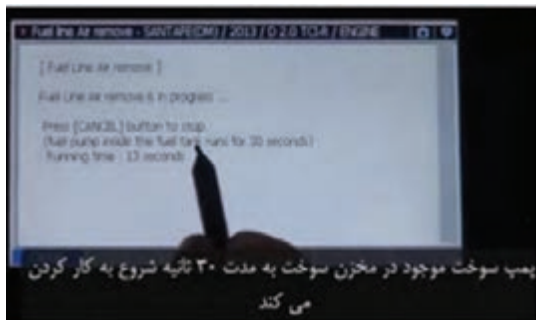 Fuel line Air remove - SANTAFE(DM) / 2013 / D 2.0 TCI-R / ENGINE
[ Fuel Line Air remove ]
Fuel Line Air remove is in progress ...
Press [CANCEL] button to stop
(fuel pump inside the fuel tank runs for 30 seconds)
Running time : 13 seconds
پمپ سوخت موجود در مخزن سوخت به مدت ۳۰ ثانیه شروع به کار کردن
می کند